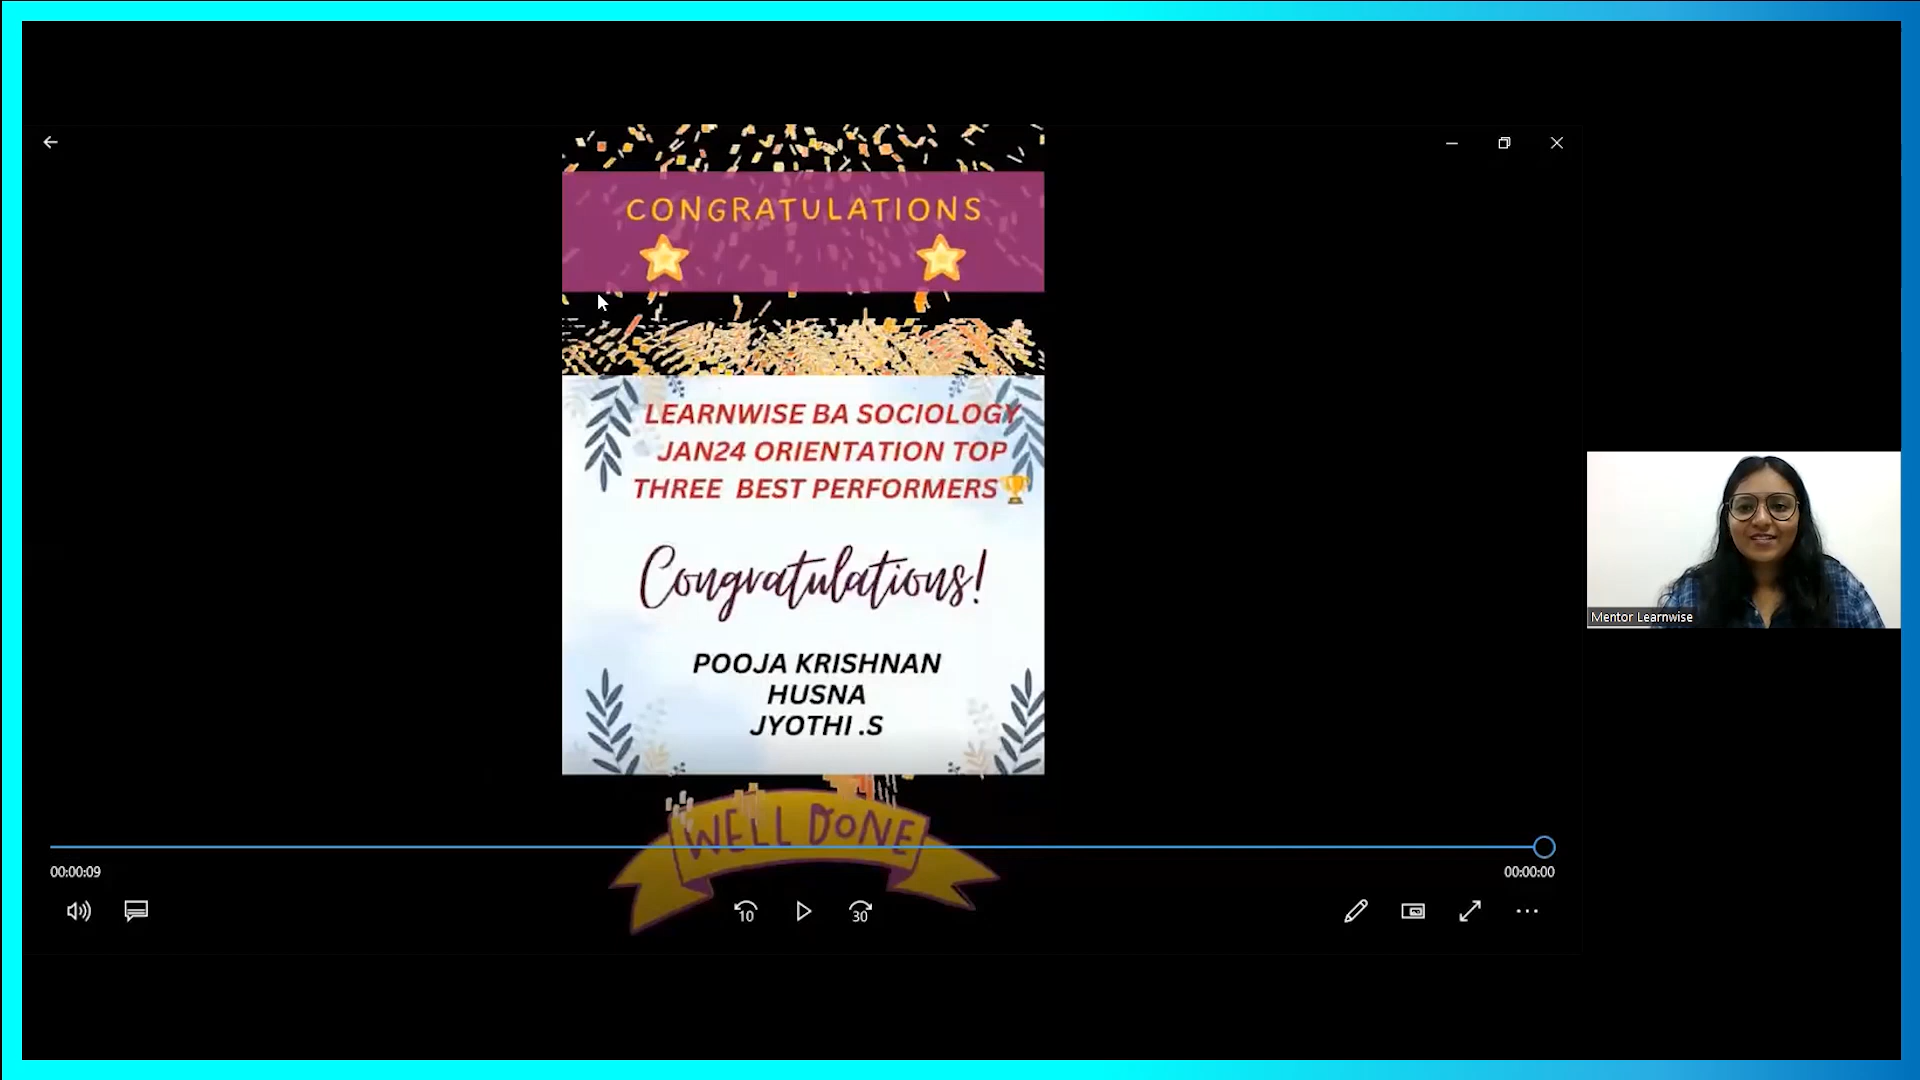 CONGRATULATIONS
LEARNWISE BA SOCIOLOGY
JAN24 ORIENTATION TOP
THREE BEST PERFORMERS🏆
Congratulations!
POOJA KRISHNAN
HUSNA
JYOTHI .S
WELL DONE
00:00:09
00:00:00
10
30
Mentor Learnwise